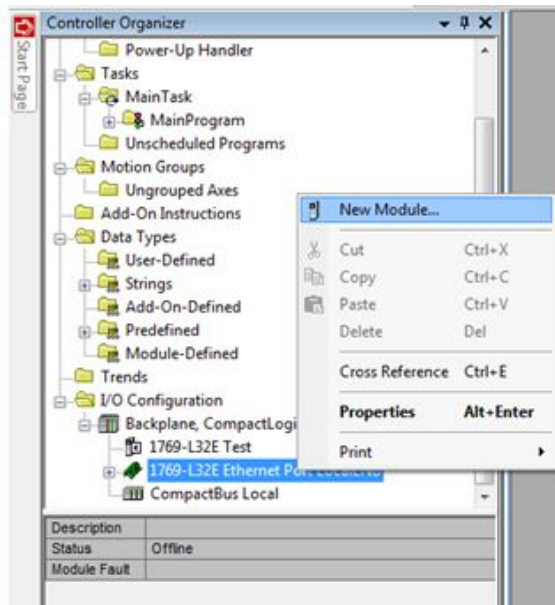 Controller Organizer
Start Page
Power-Up Handler
Tasks
MainTask
MainProgram
Unscheduled Programs
Motion Groups
Ungrouped Axes
Add-On Instructions
Data Types
User-Defined
Strings
Add-On-Defined
Predefined
Module-Defined
Trends
I/O Configuration
Backplane, CompactLogi
1769-L32E Test
1769-L32E Ethernet Port LocalENB
CompactBus Local
New Module...
Cut Ctrl+X
Copy Ctrl+C
Paste Ctrl+V
Delete Del
Cross Reference Ctrl+E
Properties Alt+Enter
Print
Description
Status Offline
Module Fault